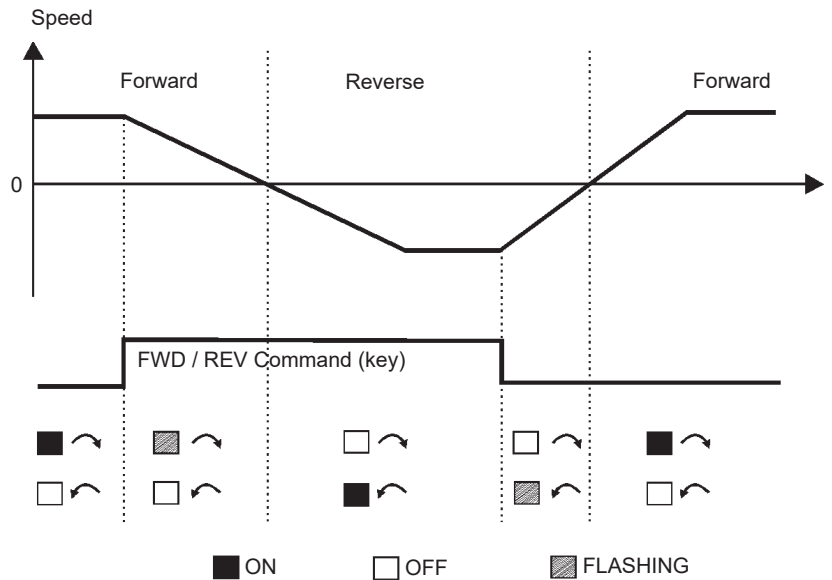 Speed
Forward
Reverse
Forward
0
FWD / REV Command (key)
ON
OFF
FLASHING